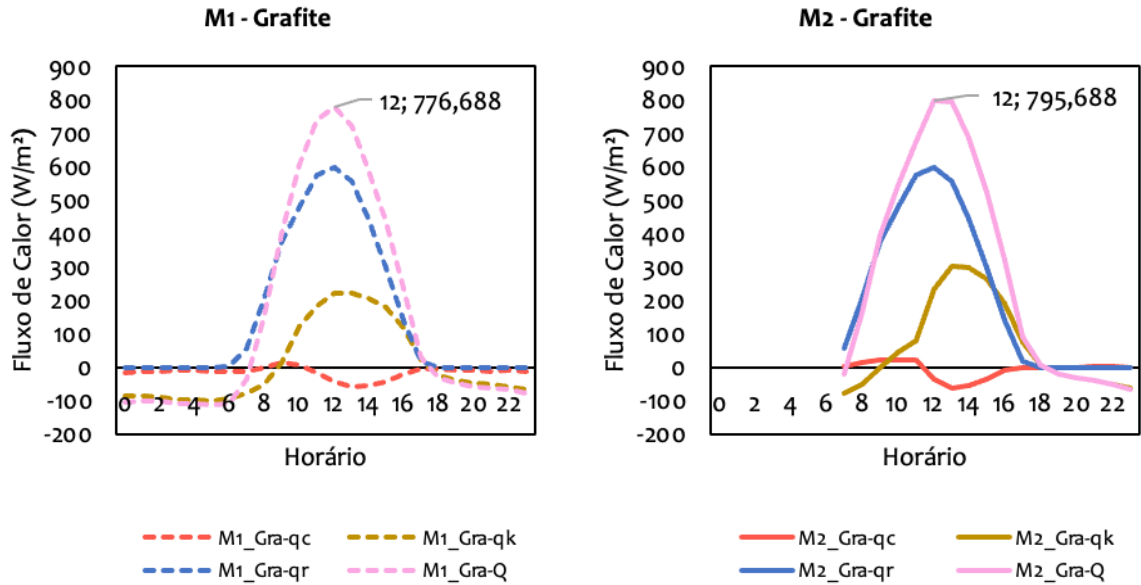 M1 - Grafite
Fluxo de Calor (W/m²)
900
800
700
600
500
400
300
200
100
0
-100
-200
12; 776,688
0 2 4 6 8 10 12 14 16 18 20 22
Horário
M1_Gra-qc M1_Gra-qk
M1_Gra-qr M1_Gra-Q
M2 - Grafite
Fluxo de Calor (W/m²)
900
800
700
600
500
400
300
200
100
0
-100
-200
12; 795,688
0 2 4 6 8 10 12 14 16 18 20 22
Horário
M2_Gra-qc M2_Gra-qk
M2_Gra-qr M2_Gra-Q